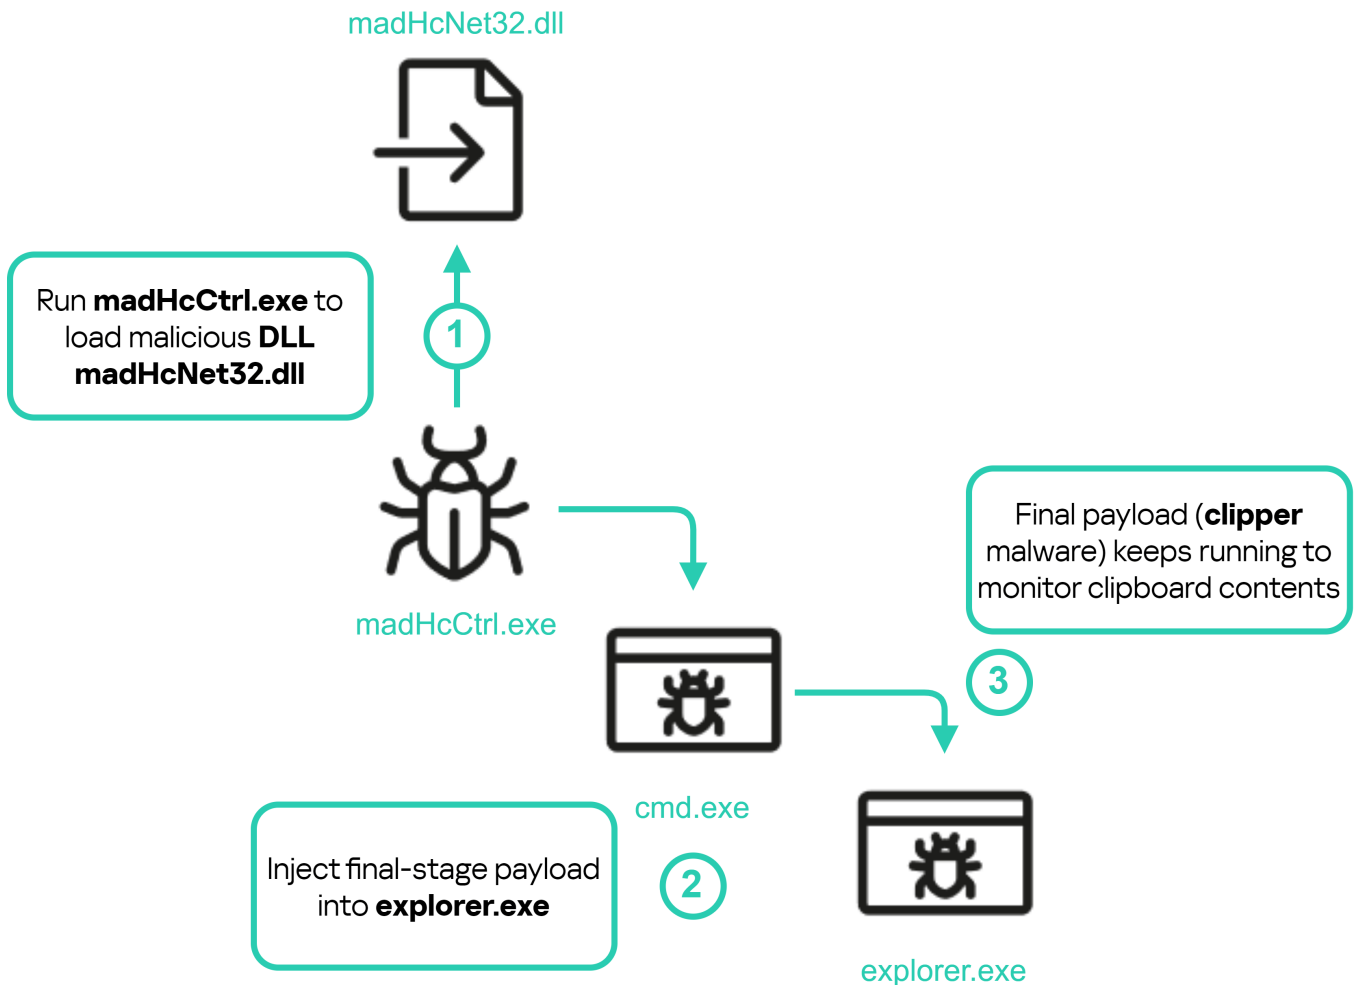 madHcNet32.dll
Run madHcCtrl.exe to
load malicious DLL
madHcNet32.dll
1
madHcCtrl.exe
Final payload (clipper
malware) keeps running to
monitor clipboard contents
3
cmd.exe
Inject final-stage payload
into explorer.exe
2
explorer.exe